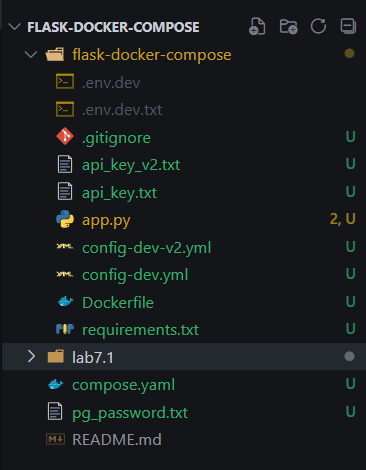 FLASK-DOCKER-COMPOSE
flask-docker-compose
.env.dev
.env.dev.txt
.gitignore U
api_key_v2.txt U
api_key.txt U
app.py 2, U
config-dev-v2.yml U
config-dev.yml U
Dockerfile U
requirements.txt U
lab7.1
compose.yaml U
pg_password.txt U
README.md